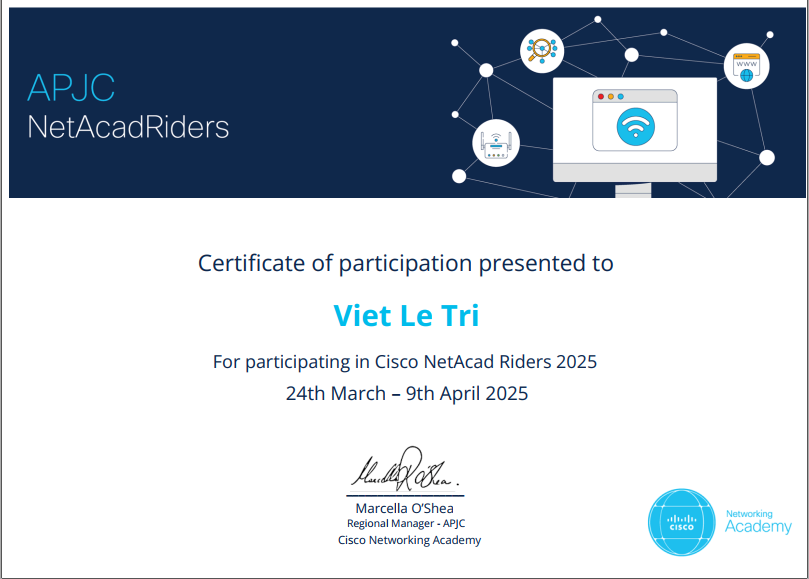 APJC
NetAcadRiders
WWW
Certificate of participation presented to
Viet Le Tri
For participating in Cisco NetAcad Riders 2025
24th March – 9th April 2025
Marcella O'Shea.
Marcella O’Shea
Regional Manager - APJC
Cisco Networking Academy
CISCO
Networking
Academy